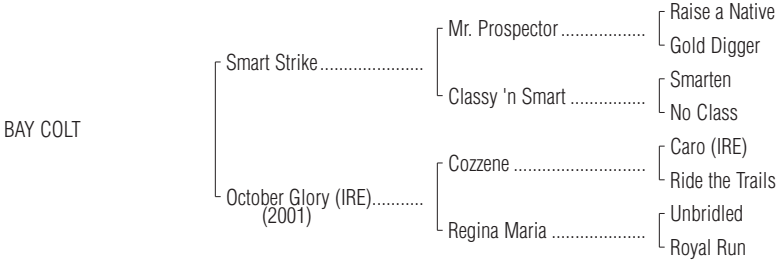 Raise a Native
Mr. Prospector..................
Gold Digger
Smart Strike......................
Smarten
Classy 'n Smart ................
No Class
BAY COLT
Caro (IRE)
Cozzene ............................
Ride the Trails
October Glory (IRE)...........
(2001)
Unbridled
Regina Maria ....................
Royal Run